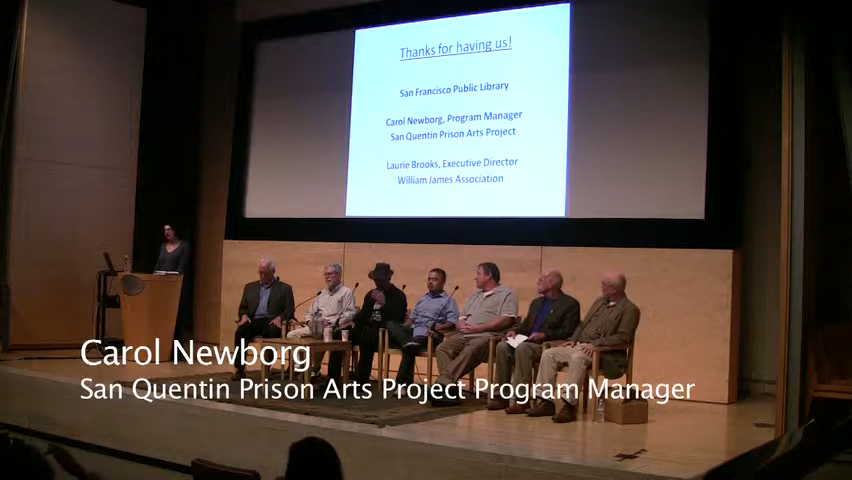 Thanks for having us!
San Francisco Public Library
Carol Newborg, Program Manager
San Quentin Prison Arts Project
Laurie Brooks, Executive Director
William James Association
Carol Newborg
San Quentin Prison Arts Project Program Manager